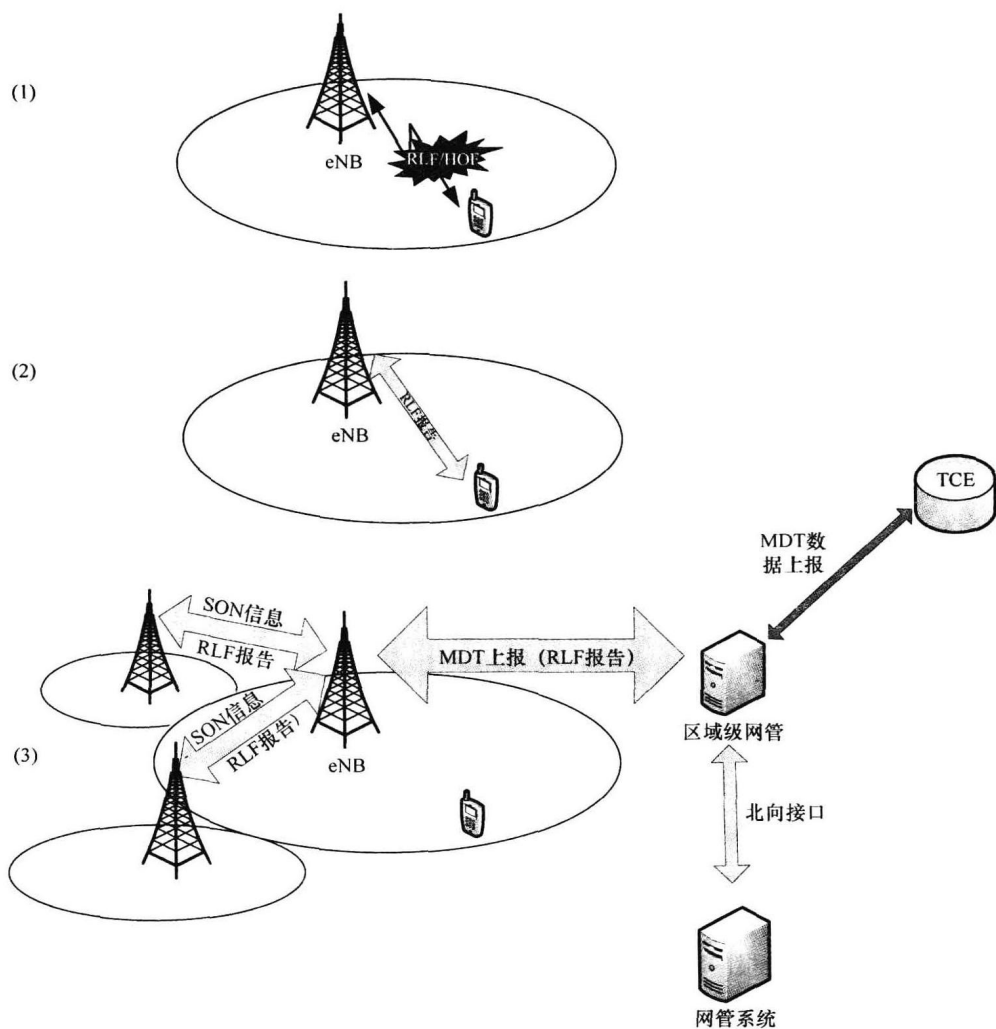 (1)
eNB
RLF/HOF
(2)
eNB
RLF报告
TCE
MDT数
据上报
SON信息
RLF报告
MDT上报（RLF报告）
SON信息
RLF报告）
(3)
eNB
区域级网管
北向接口
网管系统